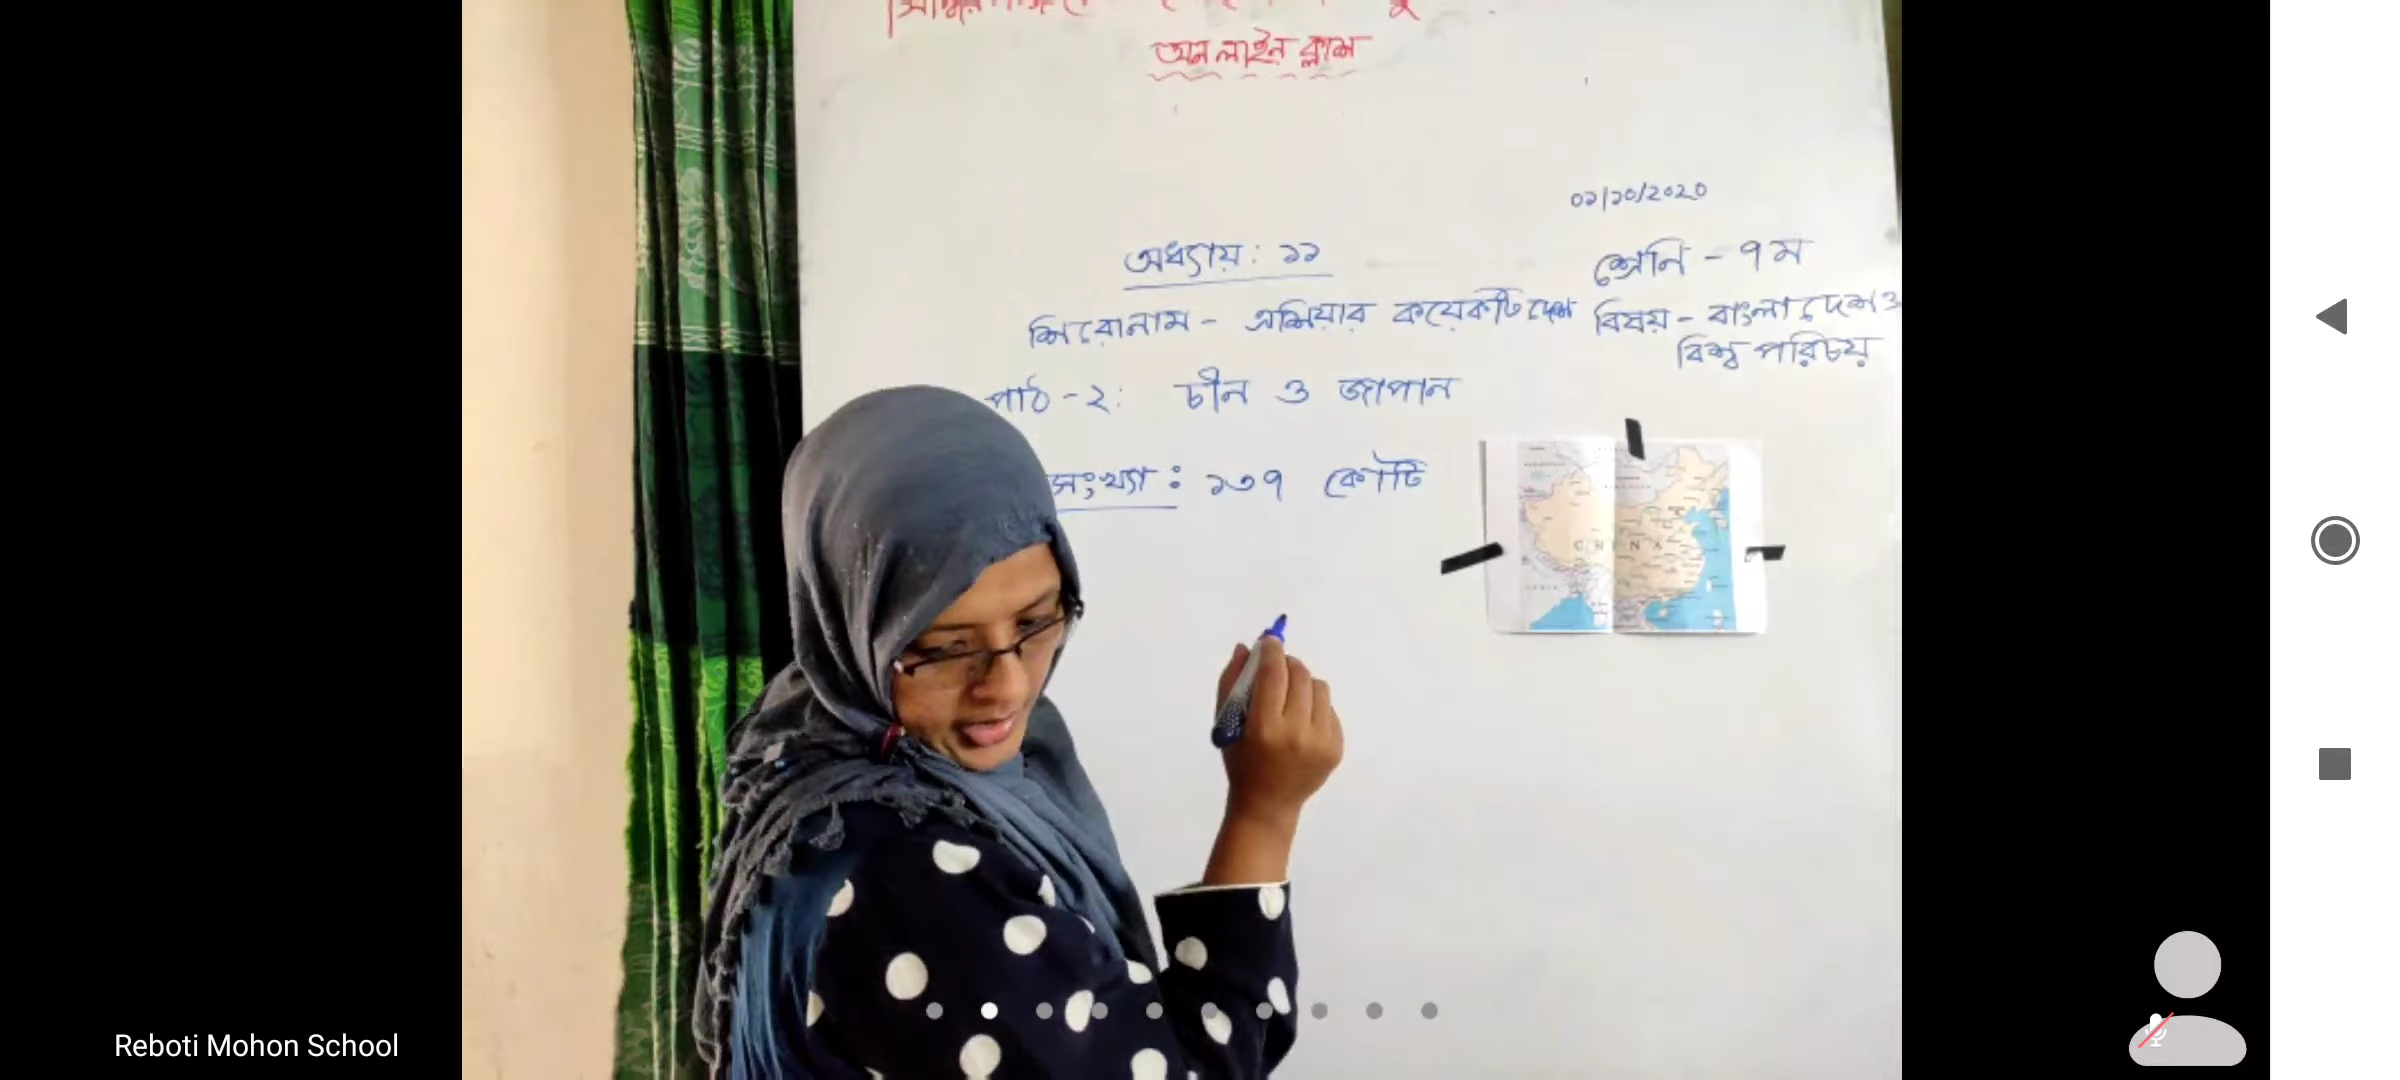 অনলাইন ক্লাশ
০১/১০/২০২০
অধ্যায়: ১১
শ্রেনি - ৭ম
শিরোনাম - এশিয়ার কয়েকটি দেশ
বিষয় - বাংলাদেশ ও
বিশ্ব পরিচয়
পাঠ - ২: চীন ও জাপান
সংখ্যা: ১৩৭ কোটি
CHINA
Reboti Mohon School